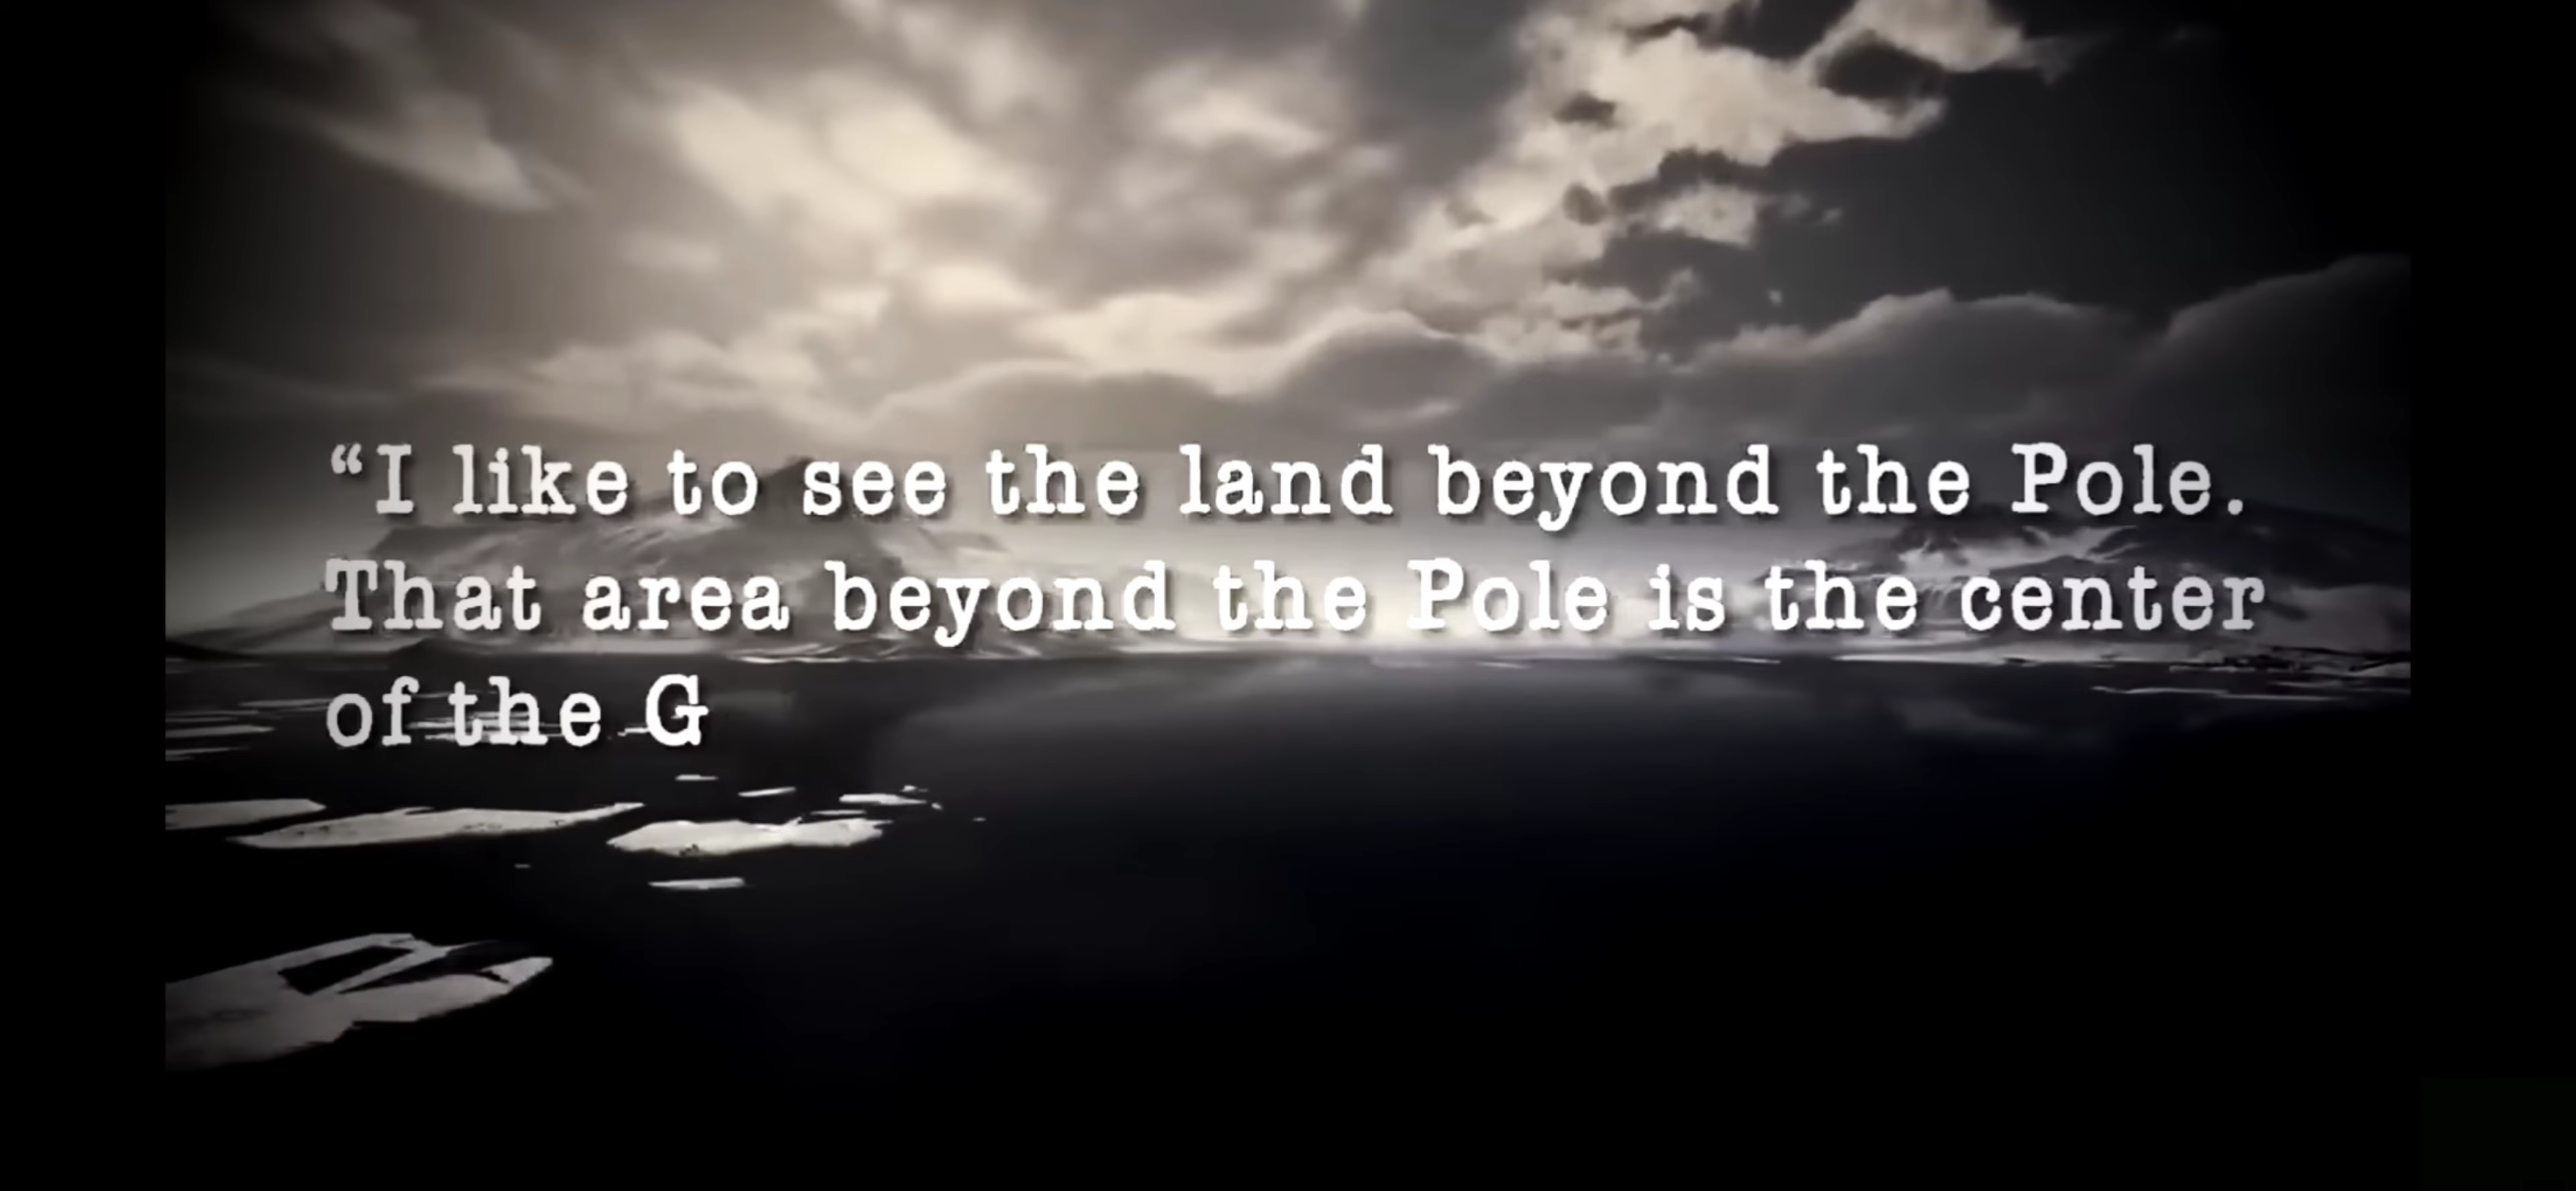 “I like to see the land beyond the Pole.
That area beyond the Pole is the center
of the G